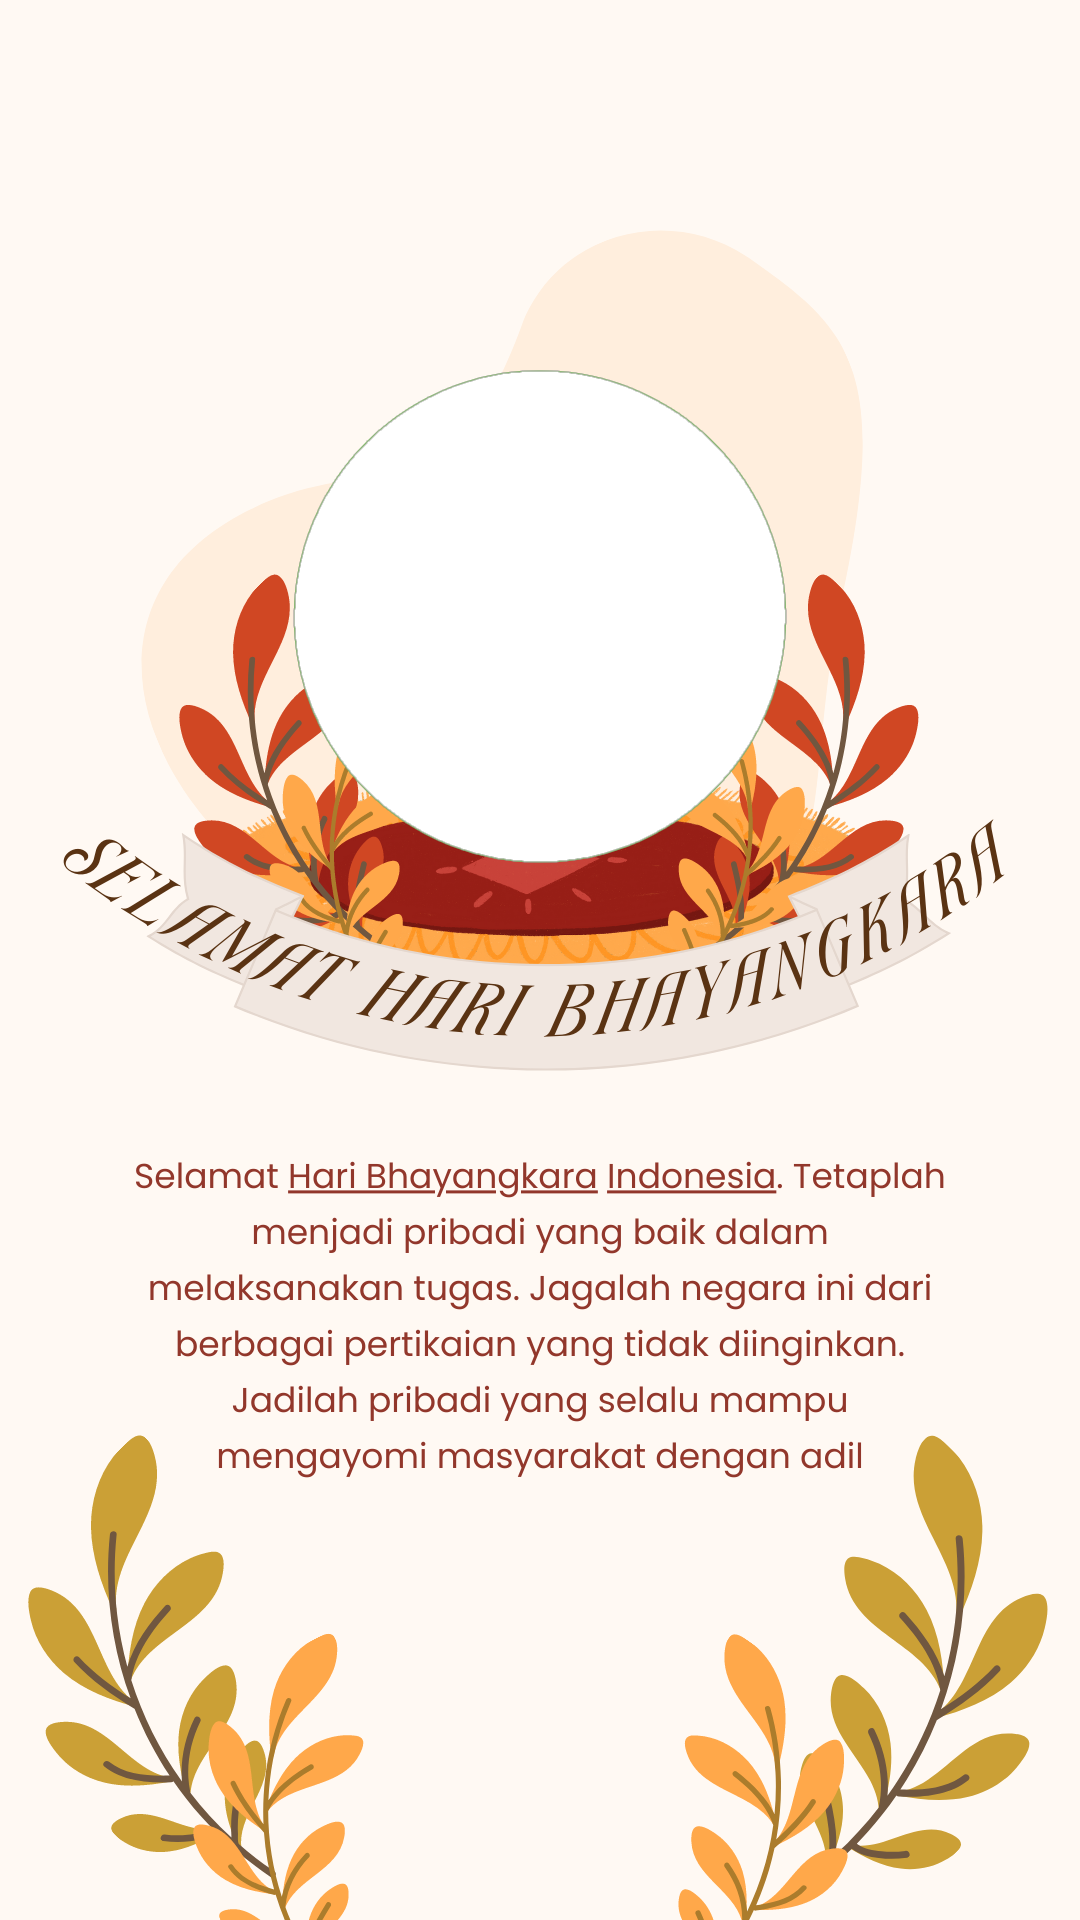 SELAMAT HARI BHAYANGKARA
Selamat Hari Bhayangkara Indonesia. Tetaplah
menjadi pribadi yang baik dalam
melaksanakan tugas. Jagalah negara ini dari
berbagai pertikaian yang tidak diinginkan.
Jadilah pribadi yang selalu mampu
mengayomi masyarakat dengan adil